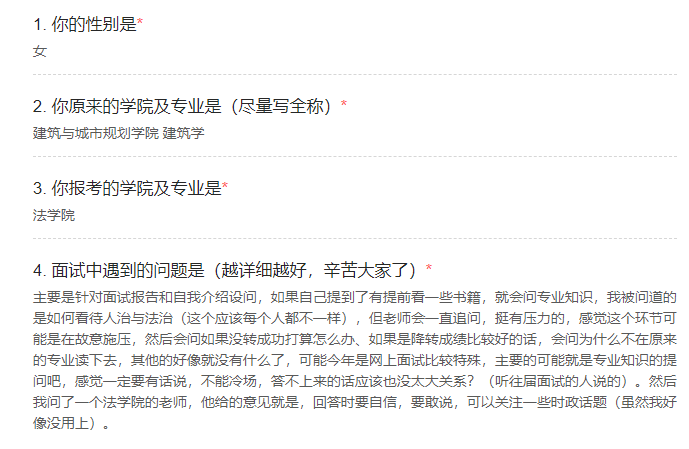 1. 你的性别是*
女
2. 你原来的学院及专业是（尽量写全称）*
建筑与城市规划学院 建筑学
3. 你报考的学院及专业是*
法学院
4. 面试中遇到的问题是（越详细越好，辛苦大家了）*
主要是针对面试报告和自我介绍设问，如果自己提到了有提前看一些书籍，就会问专业知识，我被问道的
是如何看待人治与法治（这个应该每个人都不一样），但老师会一直追问，挺有压力的，感觉这个环节可
能是在故意施压，然后会问如果没转成功打算怎么办、如果是降转成绩比较好的话，会问为什么不在原来
的专业读下去，其他的好像就没有什么了，可能今年是网上面试比较特殊，主要的可能就是专业知识的提
问吧，感觉一定要有话说，不能冷场，答不上来的话应该也没太大关系？（听往届面试的人说的）。然后
我问了一个法学院的老师，他给的意见就是，回答时要自信，要敢说，可以关注一些时政话题（虽然我好
像没用上）。